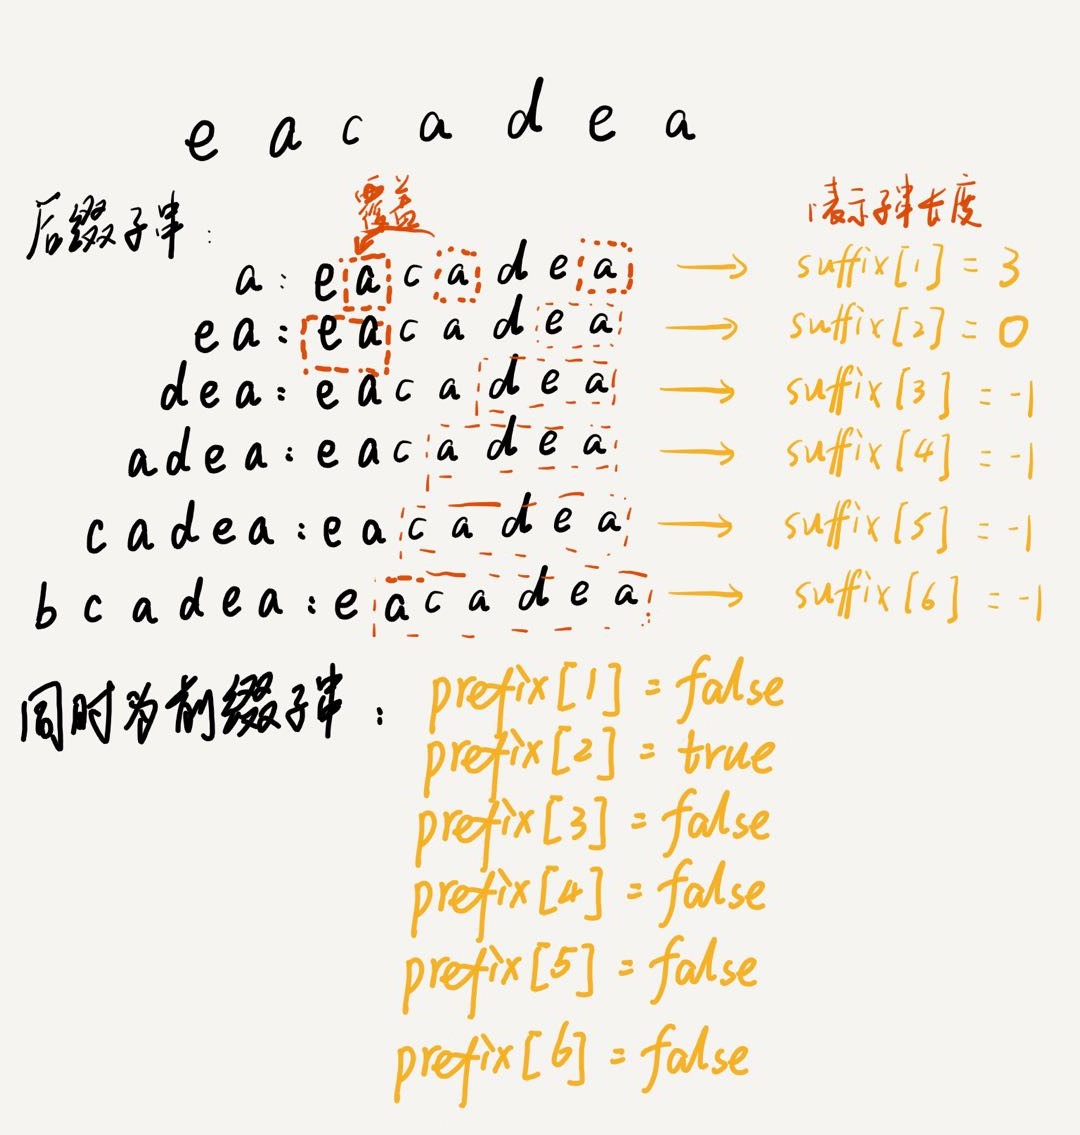 e a c a d e a
覆盖
1表示子串长度
后缀子串:
a: e a c a d e a → suffix[1] = 3
ea: e a c a d e a → suffix[2] = 0
dea: e a c a d e a → suffix[3] = -1
adea: e a c a d e a → suffix[4] = -1
cadea: e a c a d e a → suffix[5] = -1
bcadea: e a c a d e a → suffix[6] = -1
同时为前缀子串: prefix[1] = false
prefix[2] = true
prefix[3] = false
prefix[4] = false
prefix[5] = false
prefix[6] = false